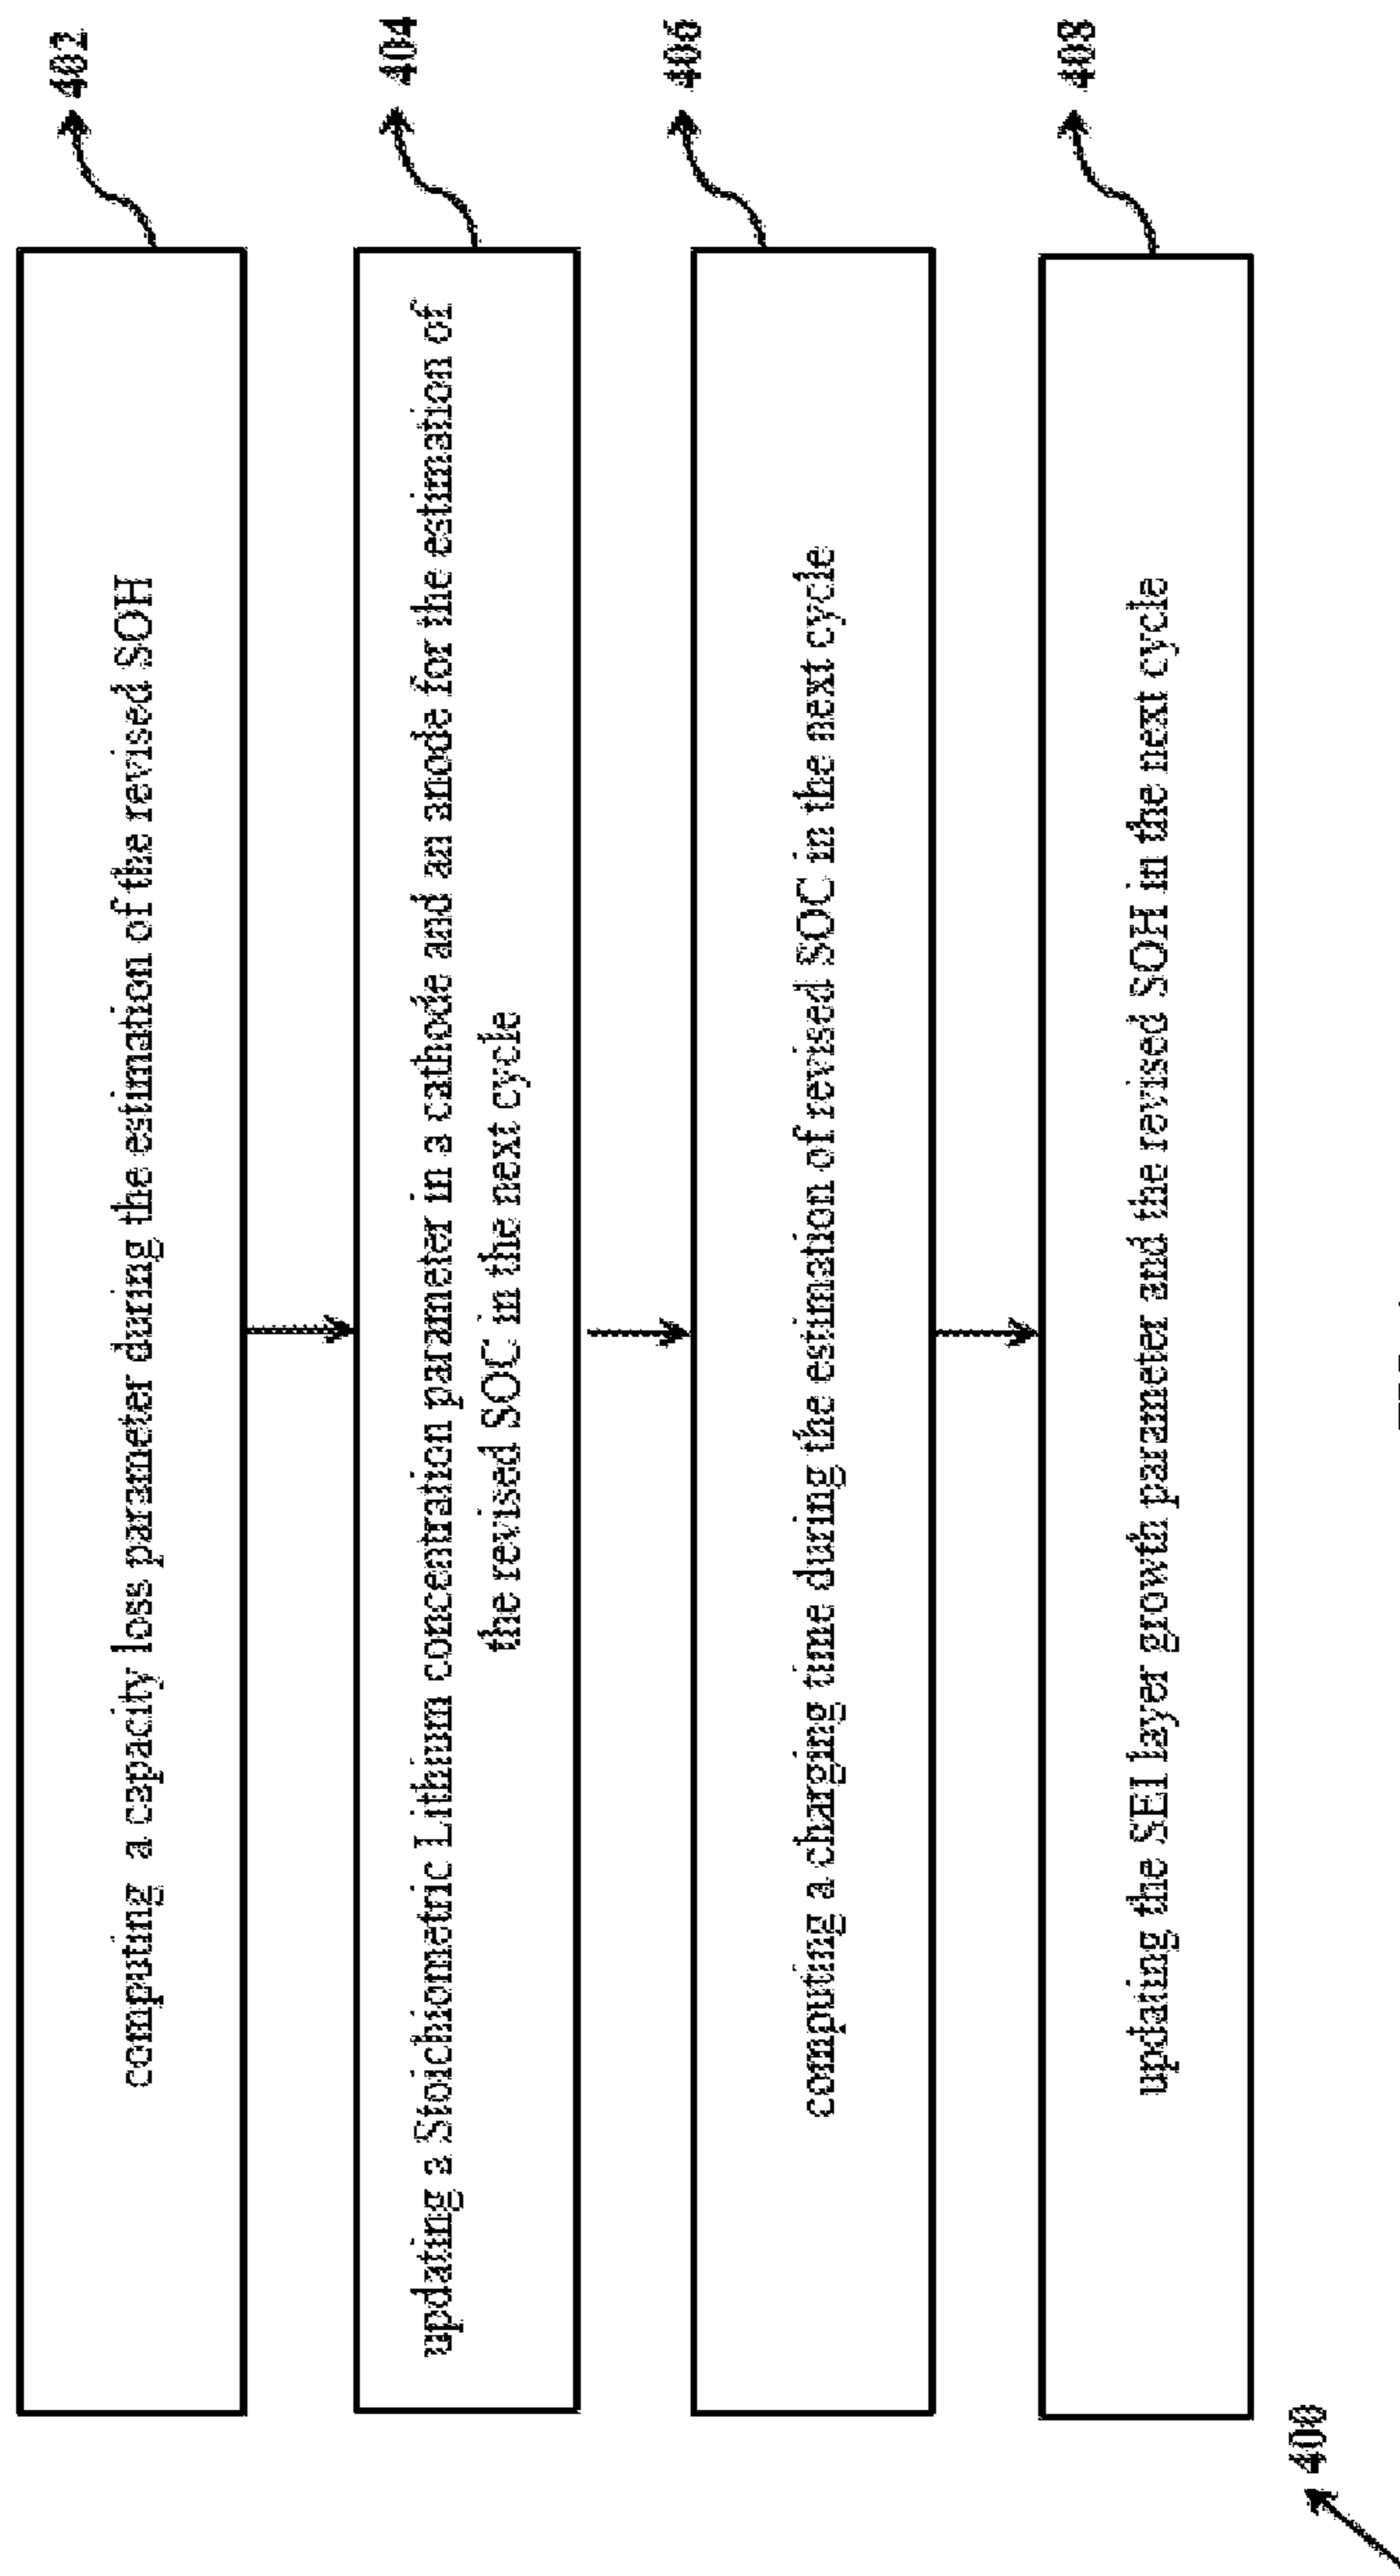 402
computing a capacity loss parameter during the estimation of the revised SOH
404
updating a Stoichiometric Lithium concentration parameter in a cathode and an anode for the estimation of
the revised SOC in the next cycle
406
computing a charging time during the estimation of revised SOC in the next cycle
408
updating the SEI layer growth parameter and the revised SOH in the next cycle
400